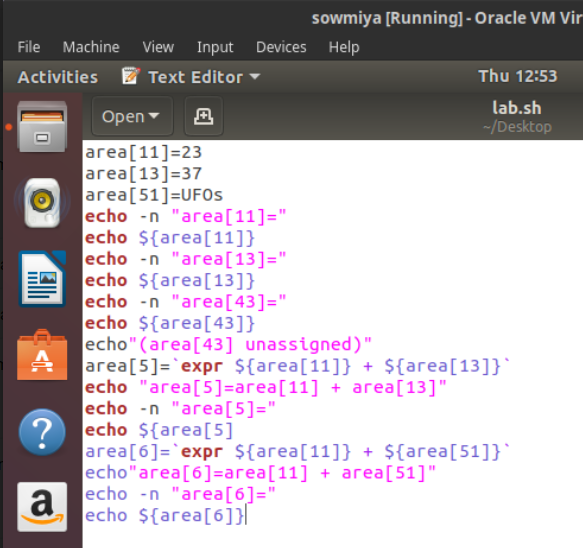 sowmiya [Running] - Oracle VM Vir
File Machine View Input Devices Help
Activities Text Editor Thu 12:53
Open lab.sh
~/Desktop
area[11]=23
area[13]=37
area[51]=UFOs
echo -n "area[11]="
echo ${area[11]}
echo -n "area[13]="
echo ${area[13]}
echo -n "area[43]="
echo ${area[43]}
echo"(area[43] unassigned)"
area[5]=`expr ${area[11]} + ${area[13]}`
echo "area[5]=area[11] + area[13]"
echo -n "area[5]="
echo ${area[5]
area[6]=`expr ${area[11]} + ${area[51]}`
echo"area[6]=area[11] + area[51]"
echo -n "area[6]="
echo ${area[6]}